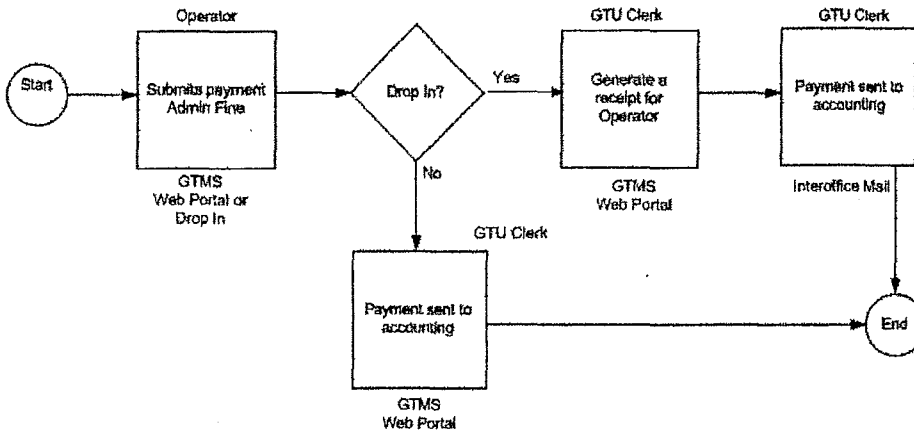 Operator
GTU Clerk
GTU Clerk
Start
Submits payment
Admin Fine
Drop In?
Yes
Generate a
receipt for
Operator
Payment sent to
accounting
GTMS
Web Portal or
Drop In
No
GTMS
Web Portal
Interoffice Mail
GTU Clerk
Payment sent to
accounting
End
GTMS
Web Portal